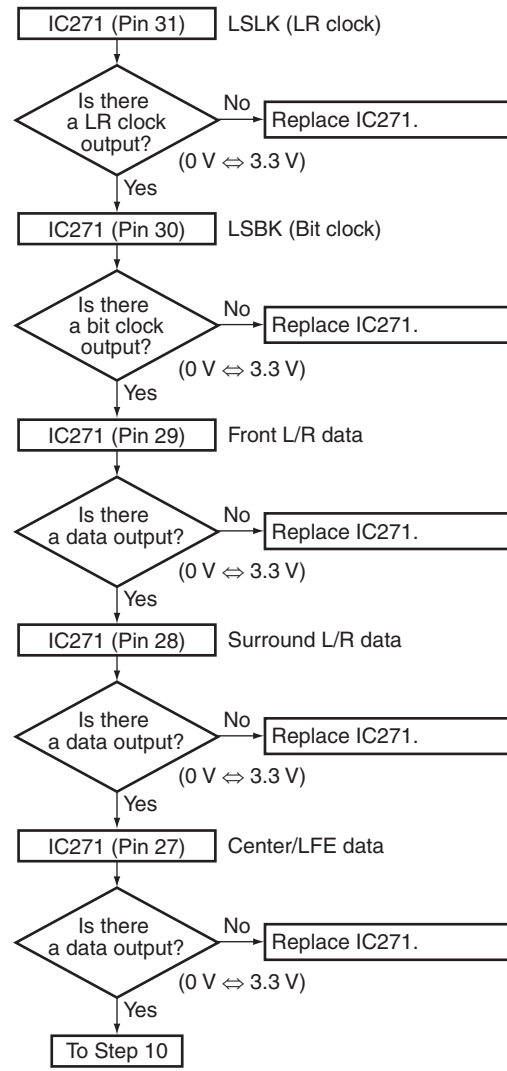 IC271 (Pin 31) LSLK (LR clock)
Is there
a LR clock
output?
No
Replace IC271.
(0 V ⇔ 3.3 V)
Yes
IC271 (Pin 30) LSBK (Bit clock)
Is there
a bit clock
output?
No
Replace IC271.
(0 V ⇔ 3.3 V)
Yes
IC271 (Pin 29) Front L/R data
Is there
a data output?
No
Replace IC271.
(0 V ⇔ 3.3 V)
Yes
IC271 (Pin 28) Surround L/R data
Is there
a data output?
No
Replace IC271.
(0 V ⇔ 3.3 V)
Yes
IC271 (Pin 27) Center/LFE data
Is there
a data output?
No
Replace IC271.
(0 V ⇔ 3.3 V)
Yes
To Step 10